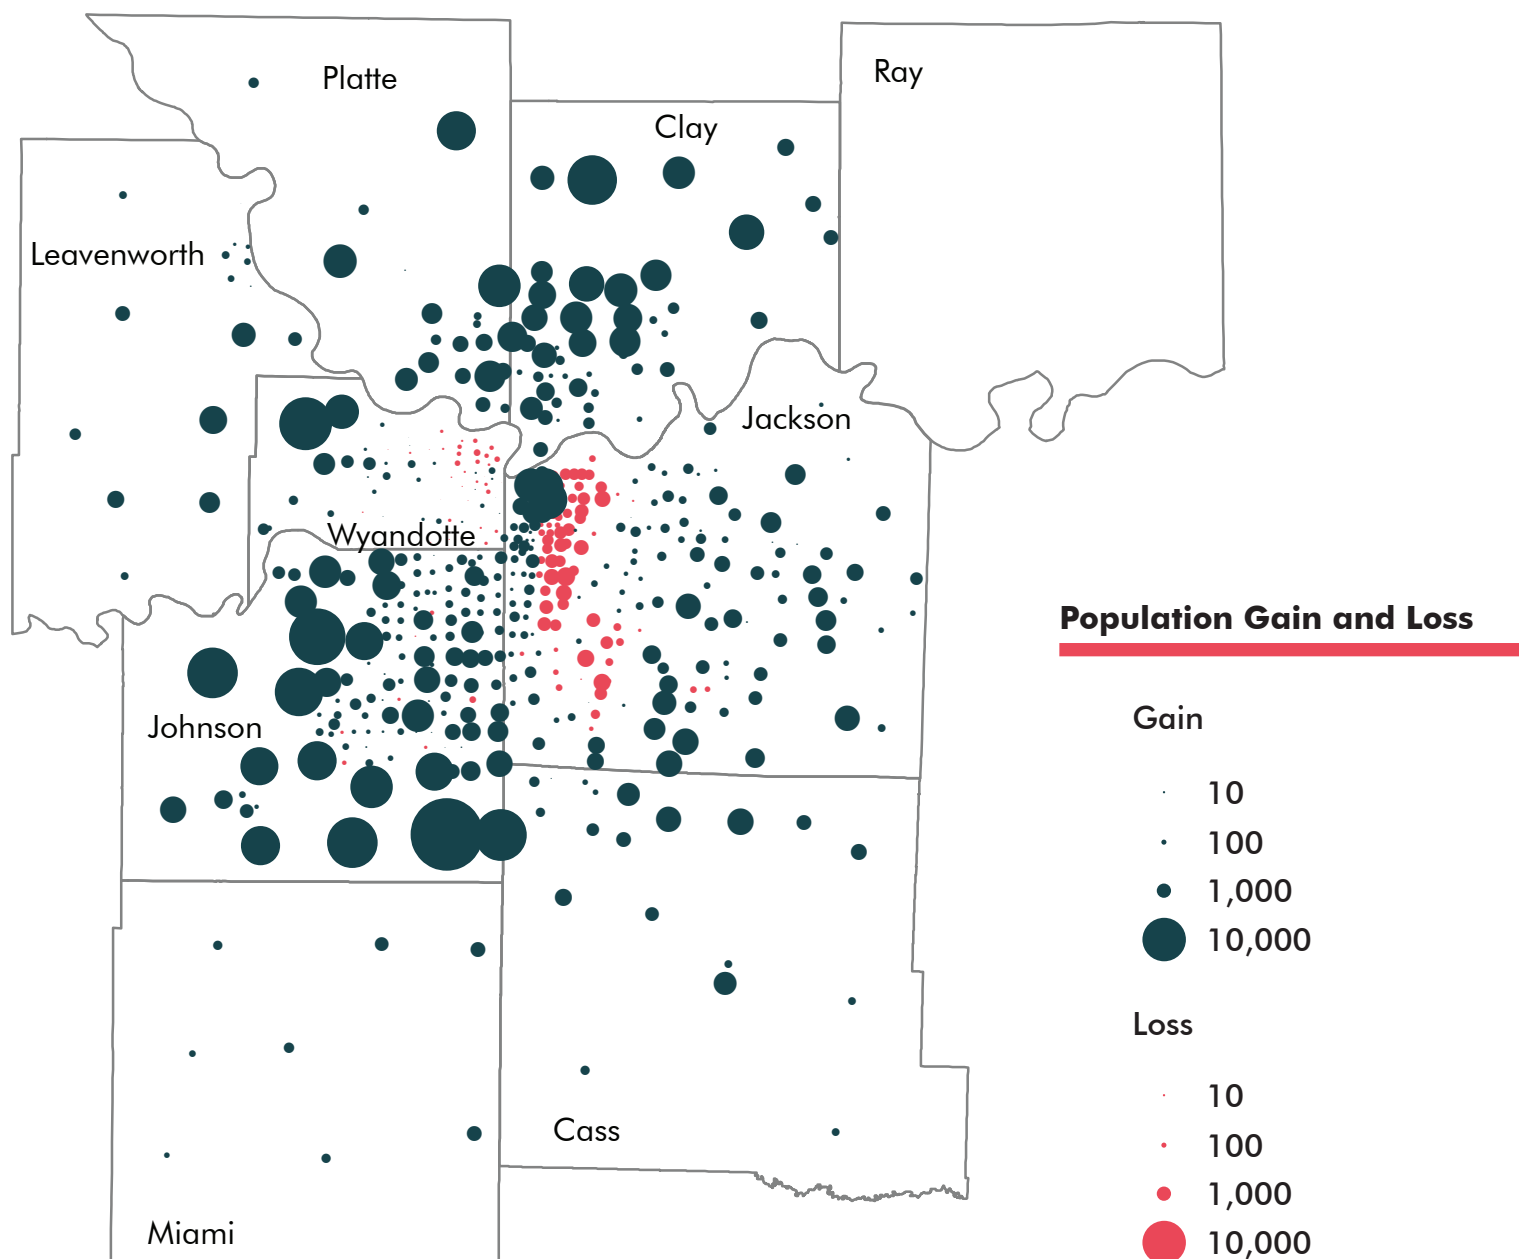 Platte
Ray
Clay
Leavenworth
Jackson
Wyandotte
Population Gain and Loss
Johnson
Gain
10
100
1,000
10,000
Loss
10
100
1,000
10,000
Cass
Miami